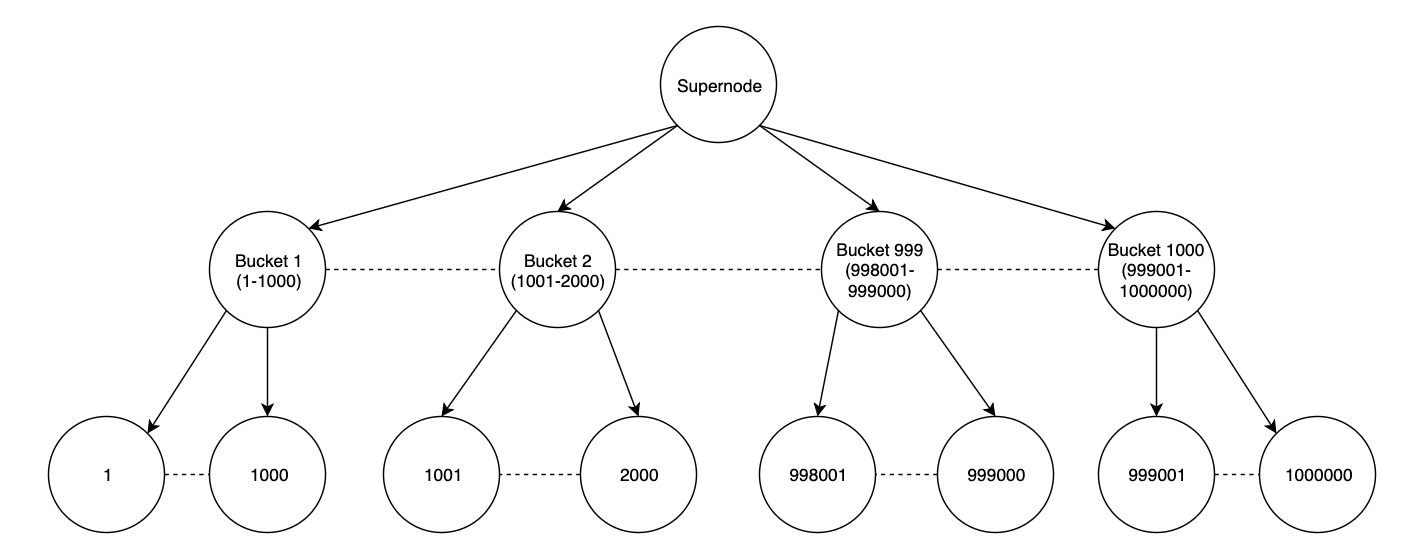 Supernode
Bucket 1
(1-1000)
Bucket 2
(1001-2000)
Bucket 999
(998001-
999000)
Bucket 1000
(999001-
1000000)
1
1000
1001
2000
998001
999000
999001
1000000